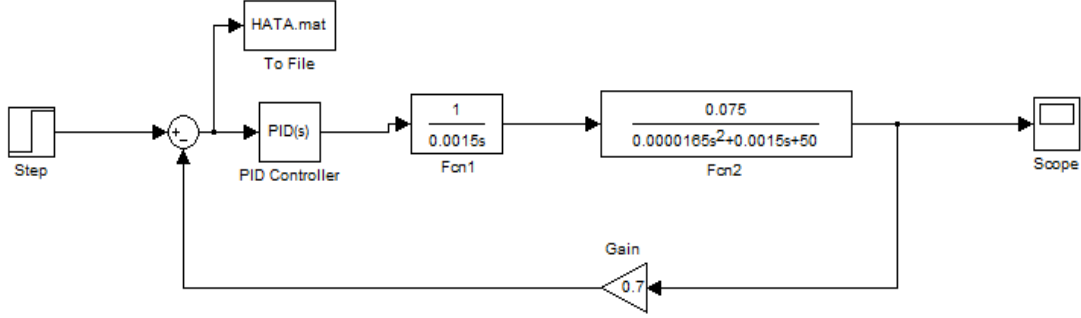 HATA.mat
To File
Step
+
−
PID(s)
PID Controller
1
0.0015s
Fcn1
0.075
0.0000165s²+0.0015s+50
Fcn2
Scope
Gain
0.7